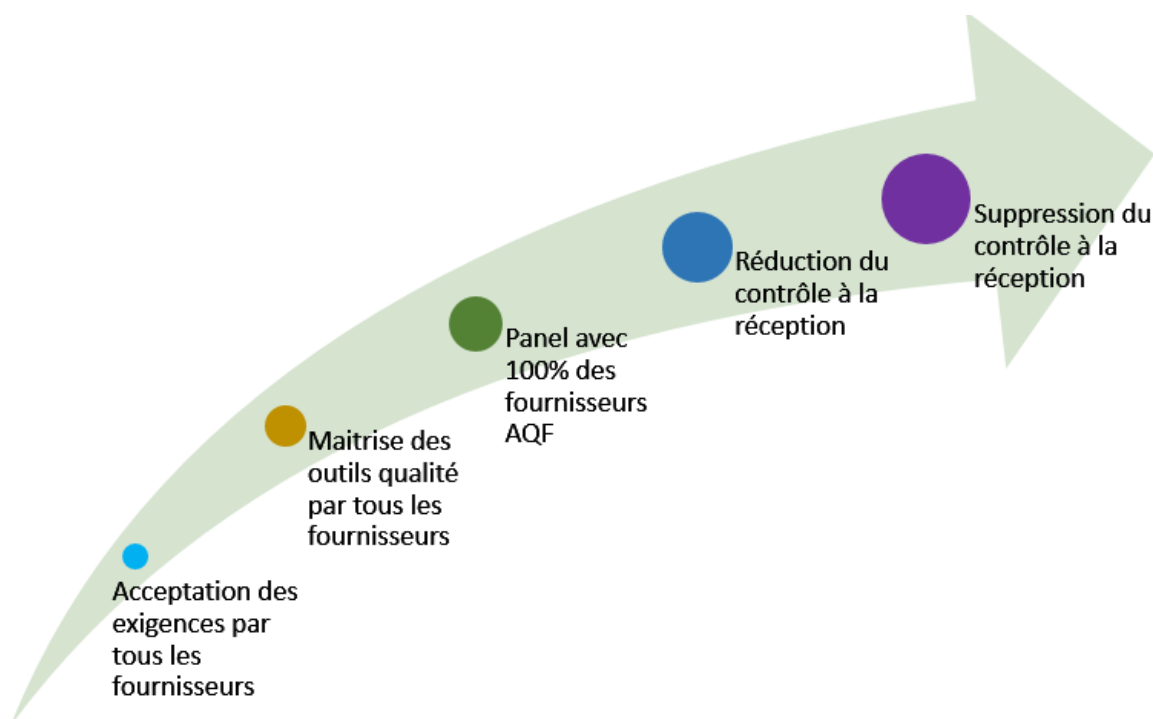 Acceptation des
exigences par
tous les
fournisseurs
Maitrise des
outils qualité
par tous les
fournisseurs
Panel avec
100% des
fournisseurs
AQF
Réduction du
contrôle à la
réception
Suppression du
contrôle à la
réception